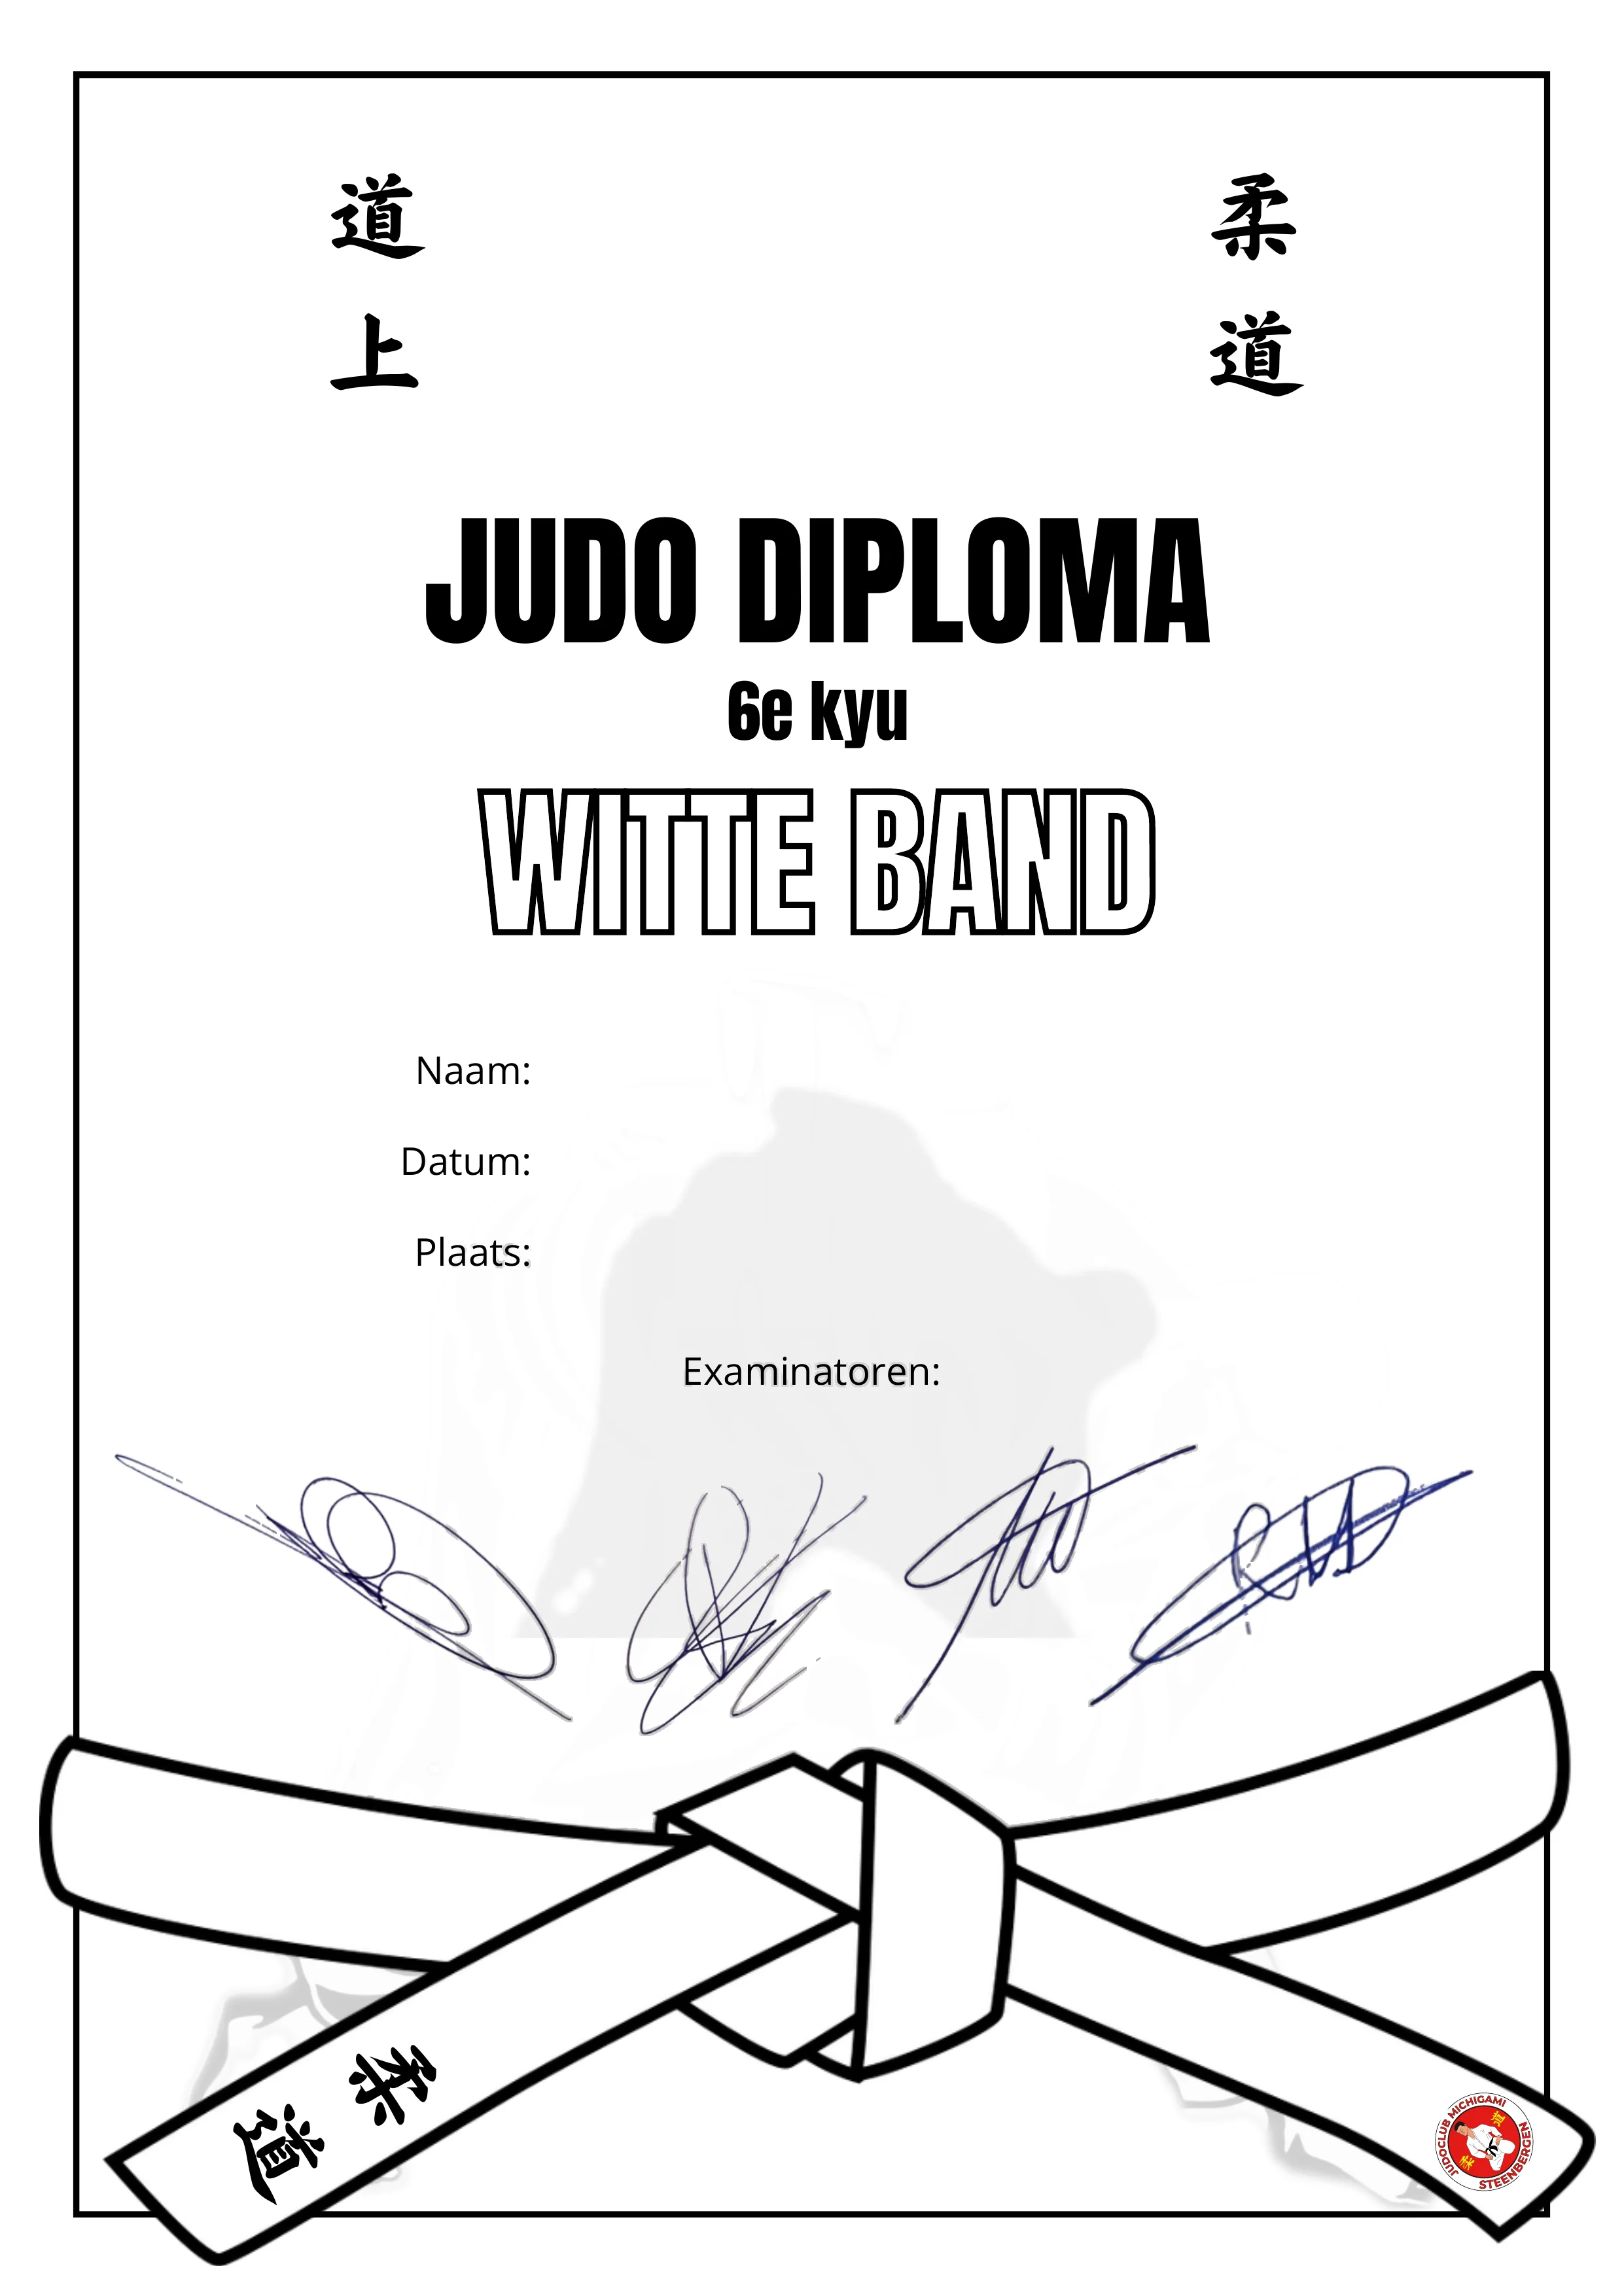 道上
柔道
JUDO DIPLOMA
6e kyu
WITTE BAND
Naam:
Datum:
Plaats:
Examinatoren:
柔道
JUDOCLUB MICHIGAMI
STEENBERGEN